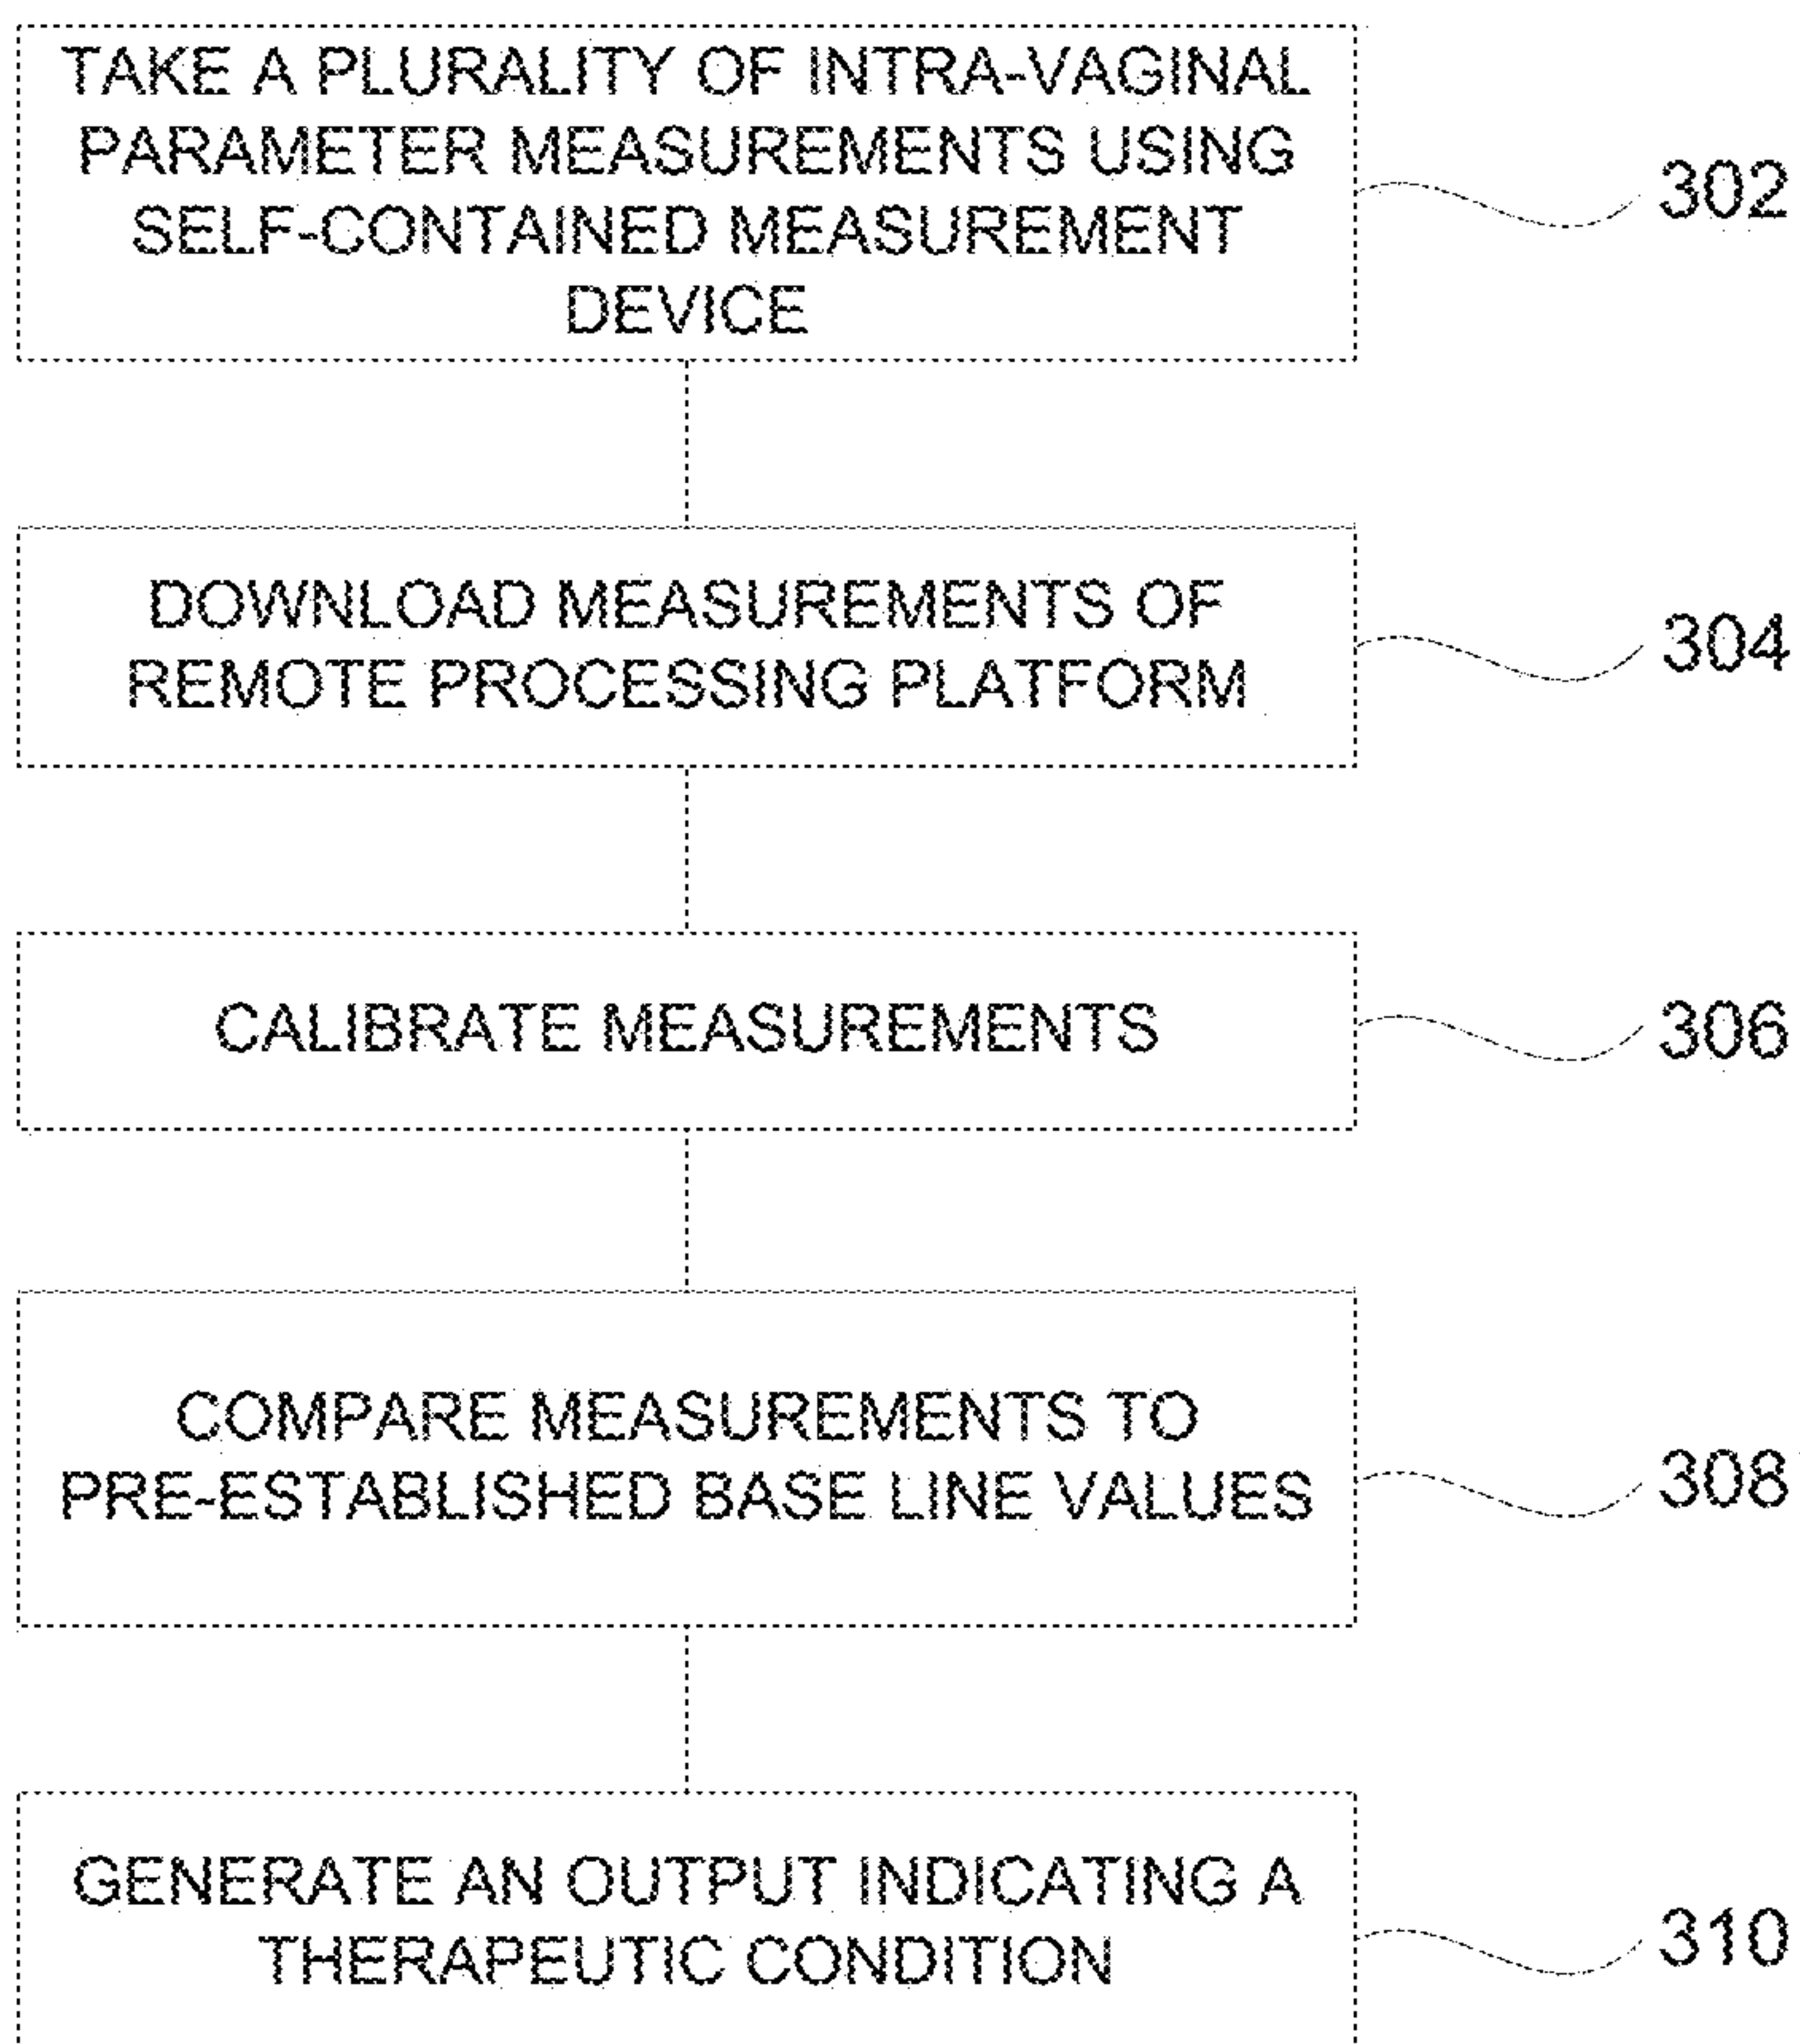 TAKE A PLURALITY OF INTRA-VAGINAL
PARAMETER MEASUREMENTS USING
SELF-CONTAINED MEASUREMENT
DEVICE
302
DOWNLOAD MEASUREMENTS OF
REMOTE PROCESSING PLATFORM
304
CALIBRATE MEASUREMENTS
306
COMPARE MEASUREMENTS TO
PRE-ESTABLISHED BASE LINE VALUES
308
GENERATE AN OUTPUT INDICATING A
THERAPEUTIC CONDITION
310